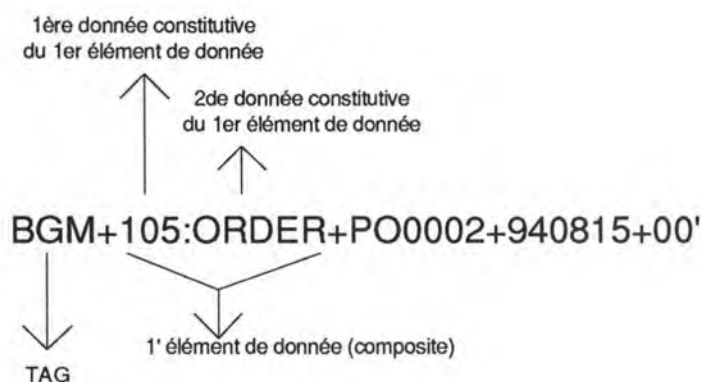 1ère donnée constitutive
du 1er élément de donnée
2de donnée constitutive
du 1er élément de donnée
BGM+105:ORDER+PO0002+940815+00'
1' élément de donnée (composite)
TAG